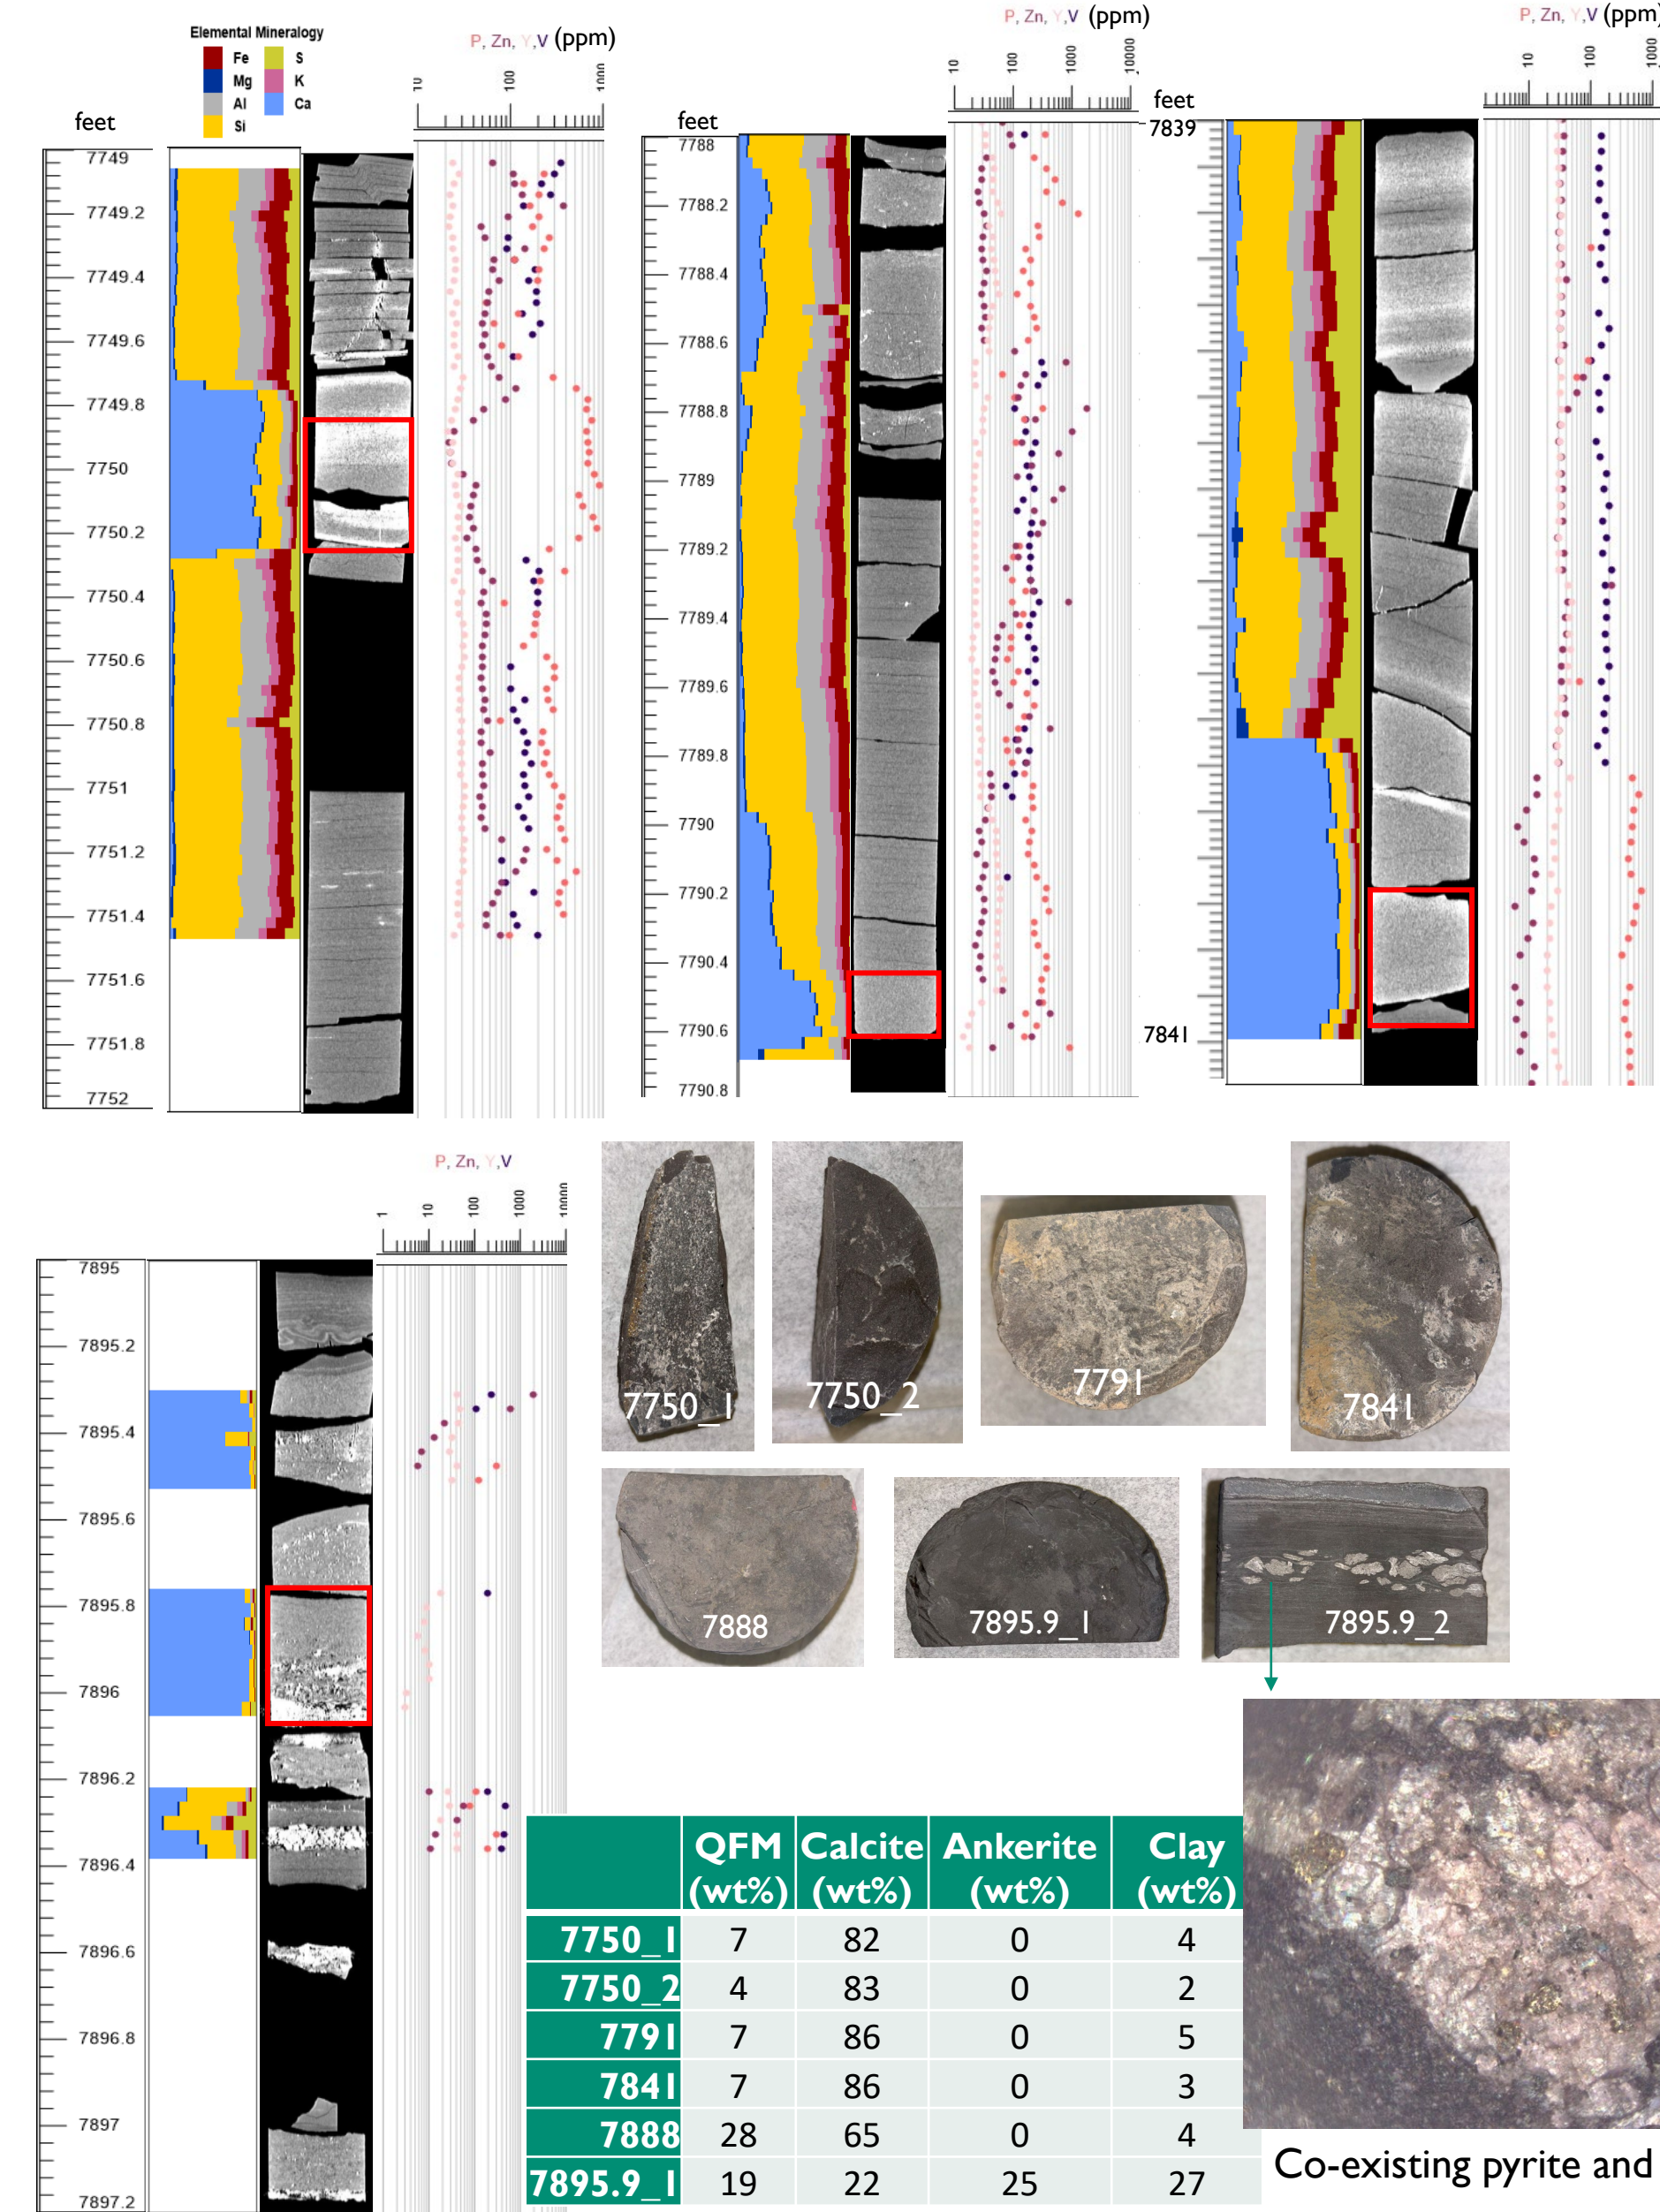 Elemental Mineralogy
Fe S
Mg K
Al Ca
Si
P, Zn, Y,V (ppm)
10 100 1000
feet
7749
7749.2
7749.4
7749.6
7749.8
7750
7750.2
7750.4
7750.6
7750.8
7751
7751.2
7751.4
7751.6
7751.8
7752
P, Zn, Y,V (ppm)
10 100 1000 10000
feet
7788
7788.2
7788.4
7788.6
7788.8
7789
7789.2
7789.4
7789.6
7789.8
7790
7790.2
7790.4
7790.6
7790.8
P, Zn, Y,V (ppm)
10 100 1000
feet
7839
7841
P, Zn, Y,V
1 10 100 1000 10000
7895
7895.2
7895.4
7895.6
7895.8
7896
7896.2
7896.4
7896.6
7896.8
7897
7897.2
7750_1
7750_2
7791
7841
7888
7895.9_1
7895.9_2
QFM (wt%) Calcite (wt%) Ankerite (wt%) Clay (wt%)
7750_1 7 82 0 4
7750_2 4 83 0 2
7791 7 86 0 5
7841 7 86 0 3
7888 28 65 0 4
7895.9_1 19 22 25 27
Co-existing pyrite and